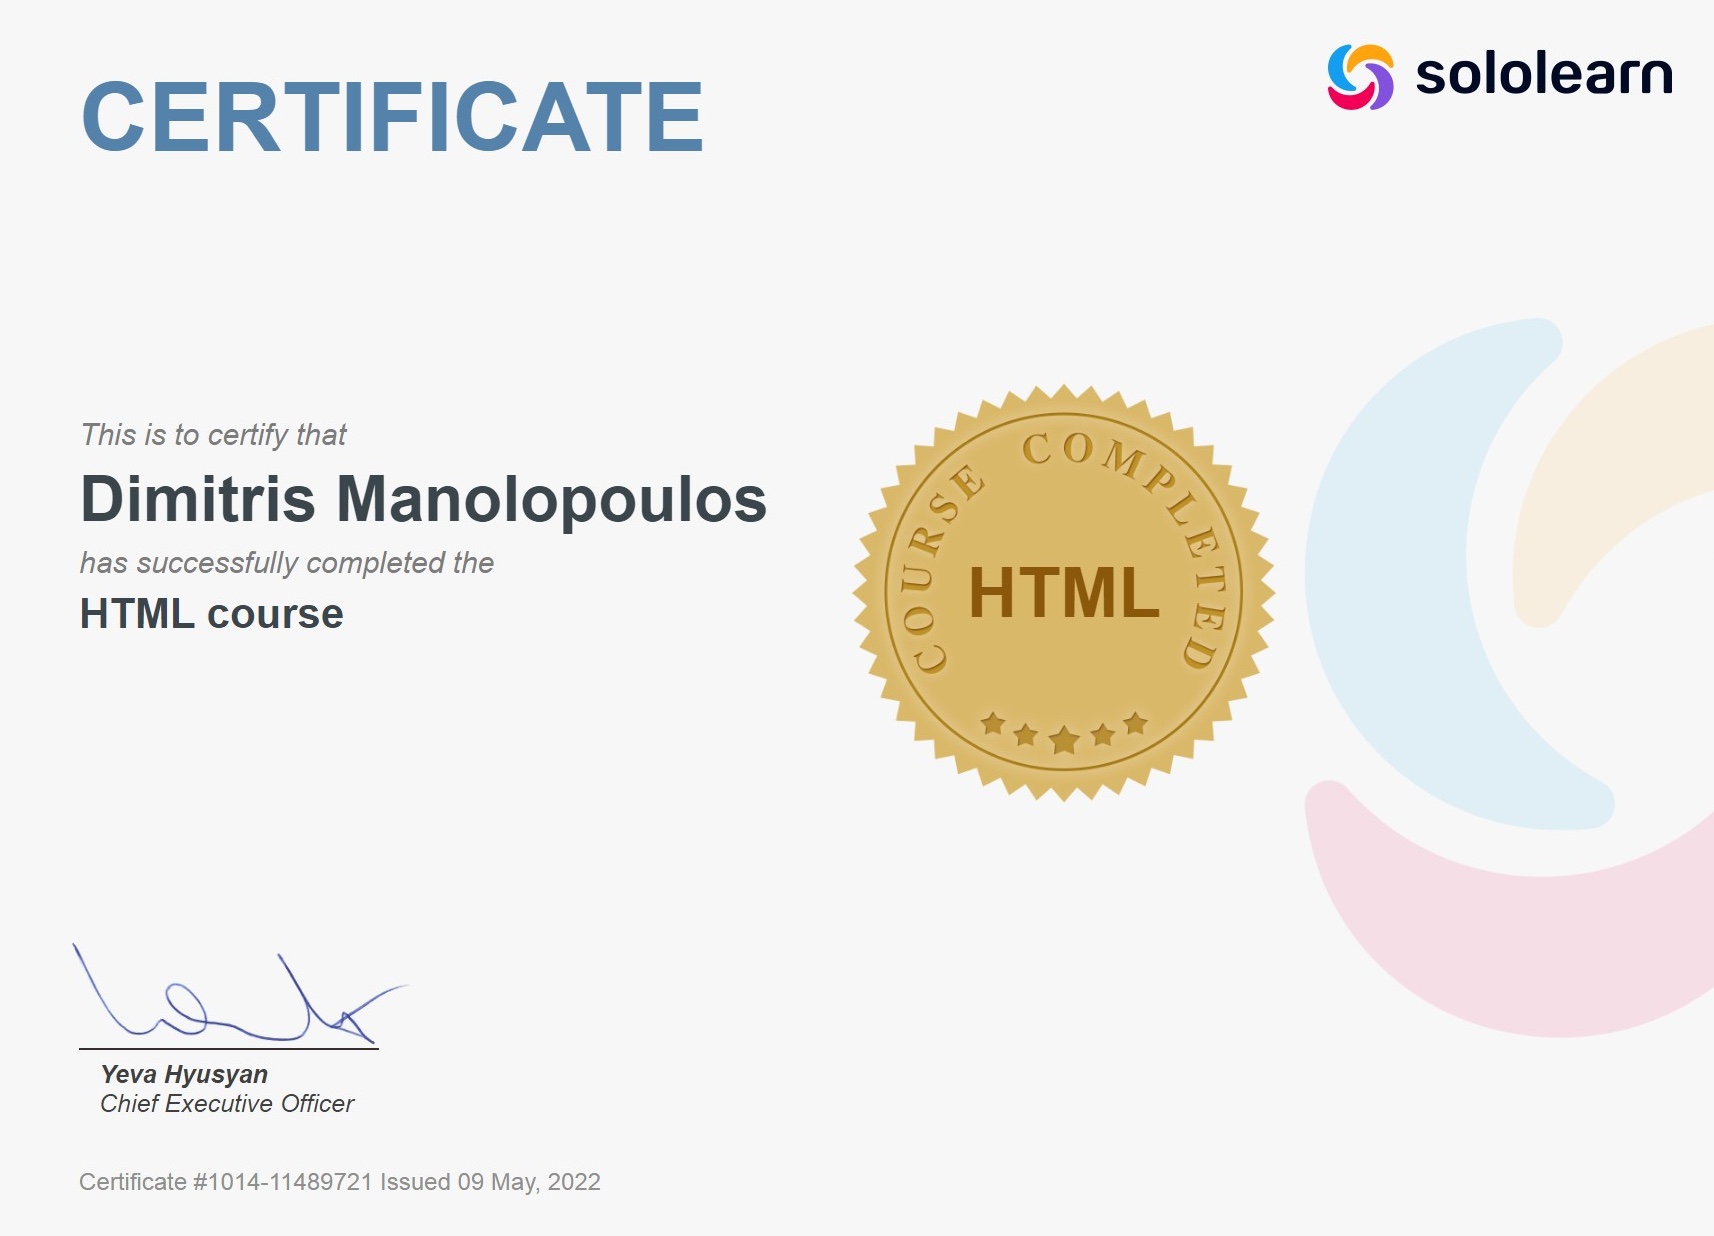 CERTIFICATE
sololearn
This is to certify that
Dimitris Manolopoulos
has successfully completed the
HTML course
COURSE COMPLETED
HTML
Yeva Hyusyan
Chief Executive Officer
Certificate #1014-11489721 Issued 09 May, 2022